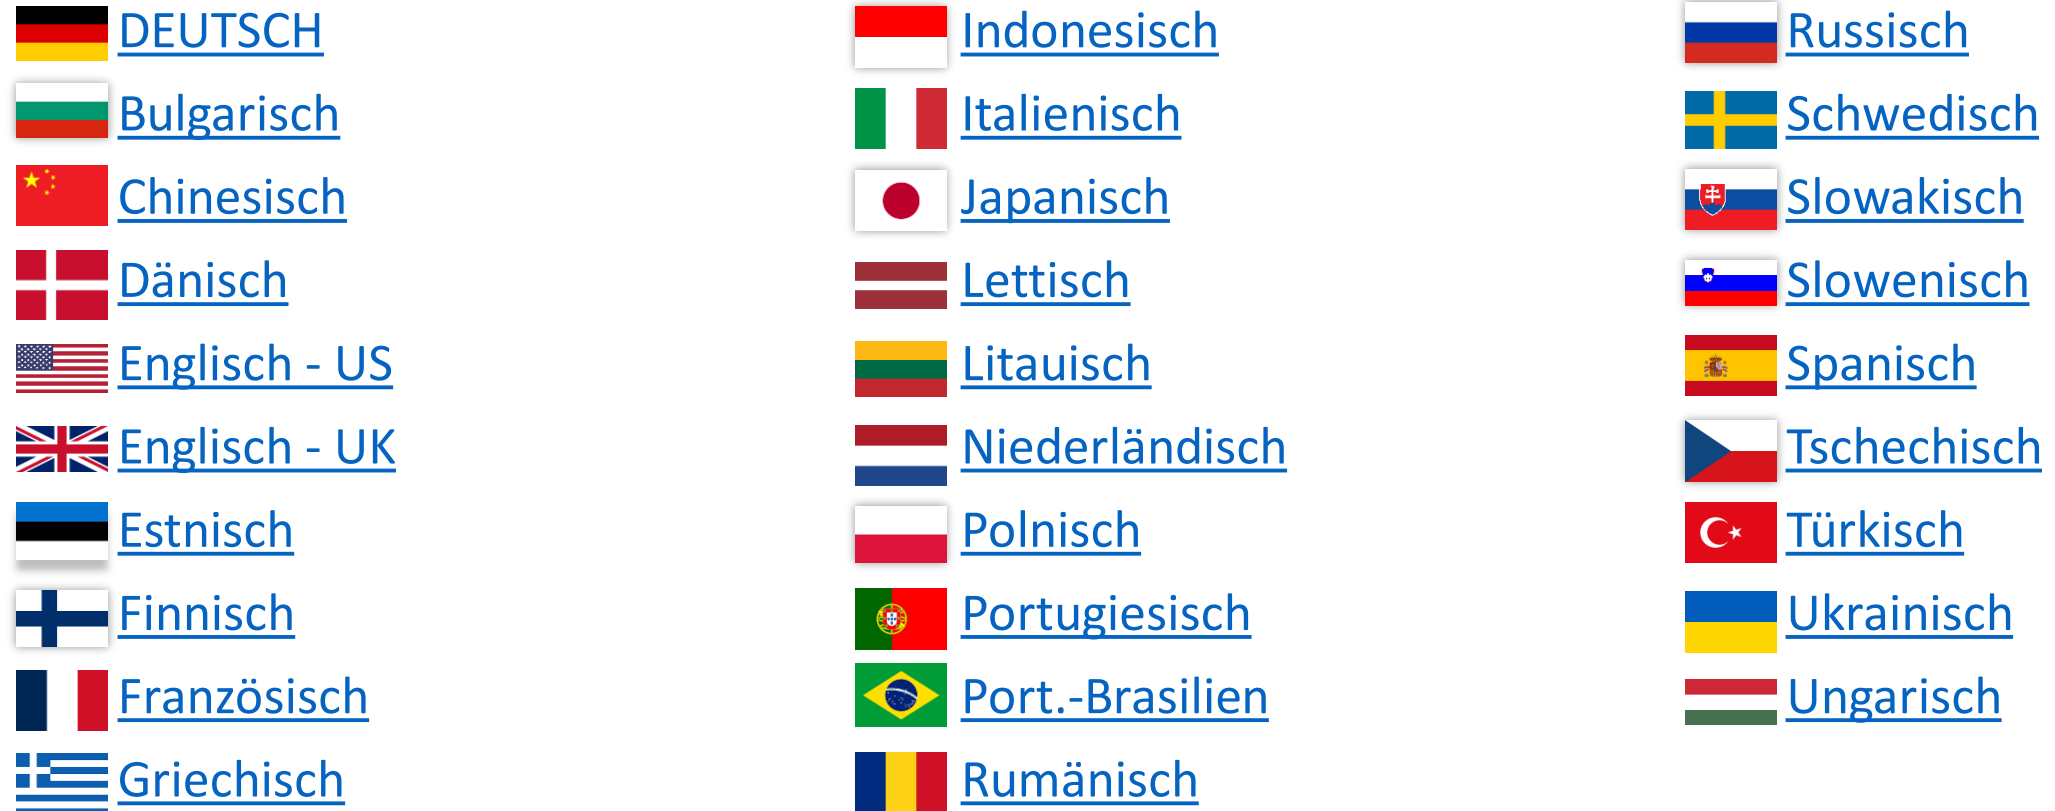 DEUTSCH
Bulgarisch
Chinesisch
Dänisch
Englisch - US
Englisch - UK
Estnisch
Finnisch
Französisch
Griechisch
Indonesisch
Italienisch
Japanisch
Lettisch
Litauisch
Niederländisch
Polnisch
Portugiesisch
Port.-Brasilien
Rumänisch
Russisch
Schwedisch
Slowakisch
Slowenisch
Spanisch
Tschechisch
Türkisch
Ukrainisch
Ungarisch